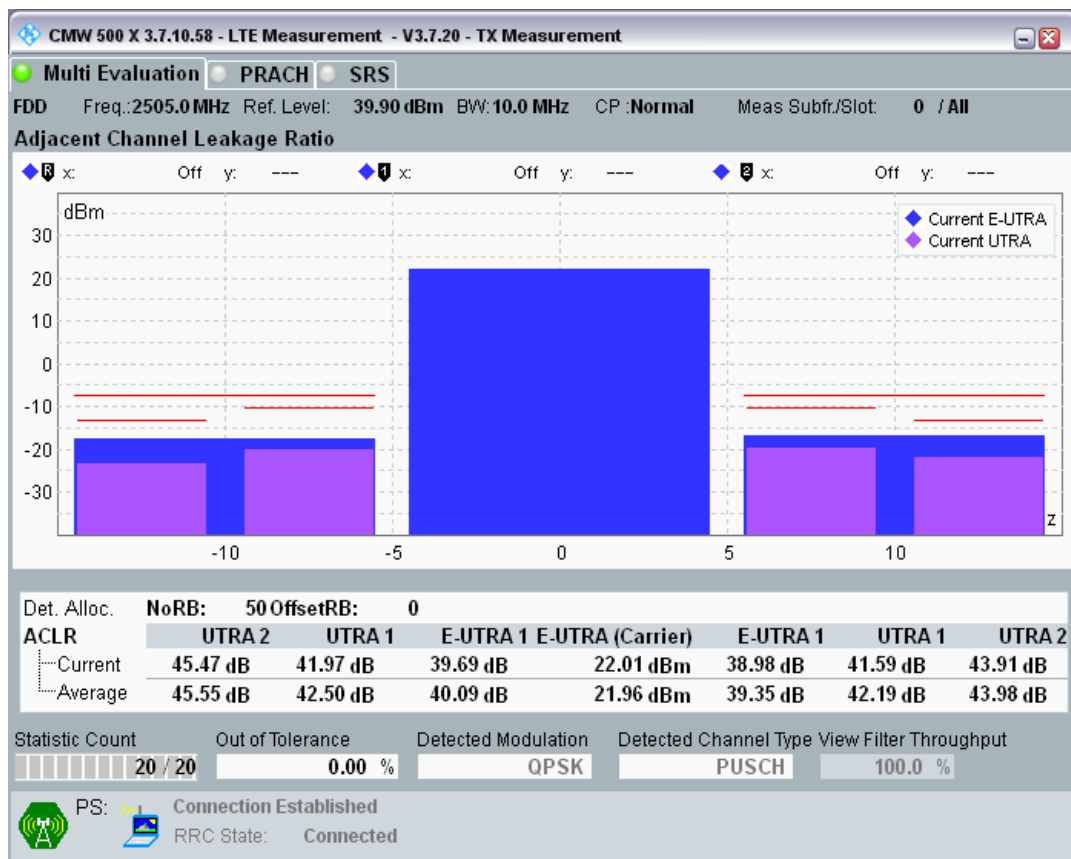 CMW 500 X 3.7.10.58 - LTE Measurement - V3.7.20 - TX Measurement
Multi Evaluation PRACH SRS
FDD Freq.:2505.0 MHz Ref. Level: 39.90 dBm BW: 10.0 MHz CP :Normal Meas Subfr./Slot: 0 / All
Adjacent Channel Leakage Ratio
R x: Off y: --- 1 x: Off y: --- 2 x: Off y: ---
dBm
Current E-UTRA
Current UTRA
30
20
10
0
-10
-20
-30
z
-10 -5 0 5 10
Det. Alloc. NoRB: 50 OffsetRB: 0
ACLR UTRA 2 UTRA 1 E-UTRA 1 E-UTRA (Carrier) E-UTRA 1 UTRA 1 UTRA 2
Current 45.47 dB 41.97 dB 39.69 dB 22.01 dBm 38.98 dB 41.59 dB 43.91 dB
Average 45.55 dB 42.50 dB 40.09 dB 21.96 dBm 39.35 dB 42.19 dB 43.98 dB
Statistic Count Out of Tolerance Detected Modulation Detected Channel Type View Filter Throughput
20 / 20 0.00 % QPSK PUSCH 100.0 %
PS: Connection Established
RRC State: Connected